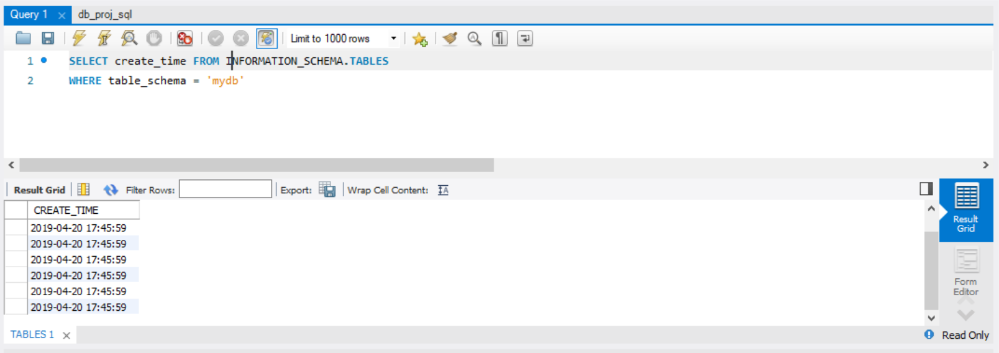 Query 1 db_proj_sql
Limit to 1000 rows
1 SELECT create_time FROM INFORMATION_SCHEMA.TABLES
2 WHERE table_schema = 'mydb'
Result Grid Filter Rows: Export: Wrap Cell Content:
CREATE_TIME
2019-04-20 17:45:59
2019-04-20 17:45:59
2019-04-20 17:45:59
2019-04-20 17:45:59
2019-04-20 17:45:59
2019-04-20 17:45:59
Result
Grid
Form
Editor
TABLES 1 Read Only